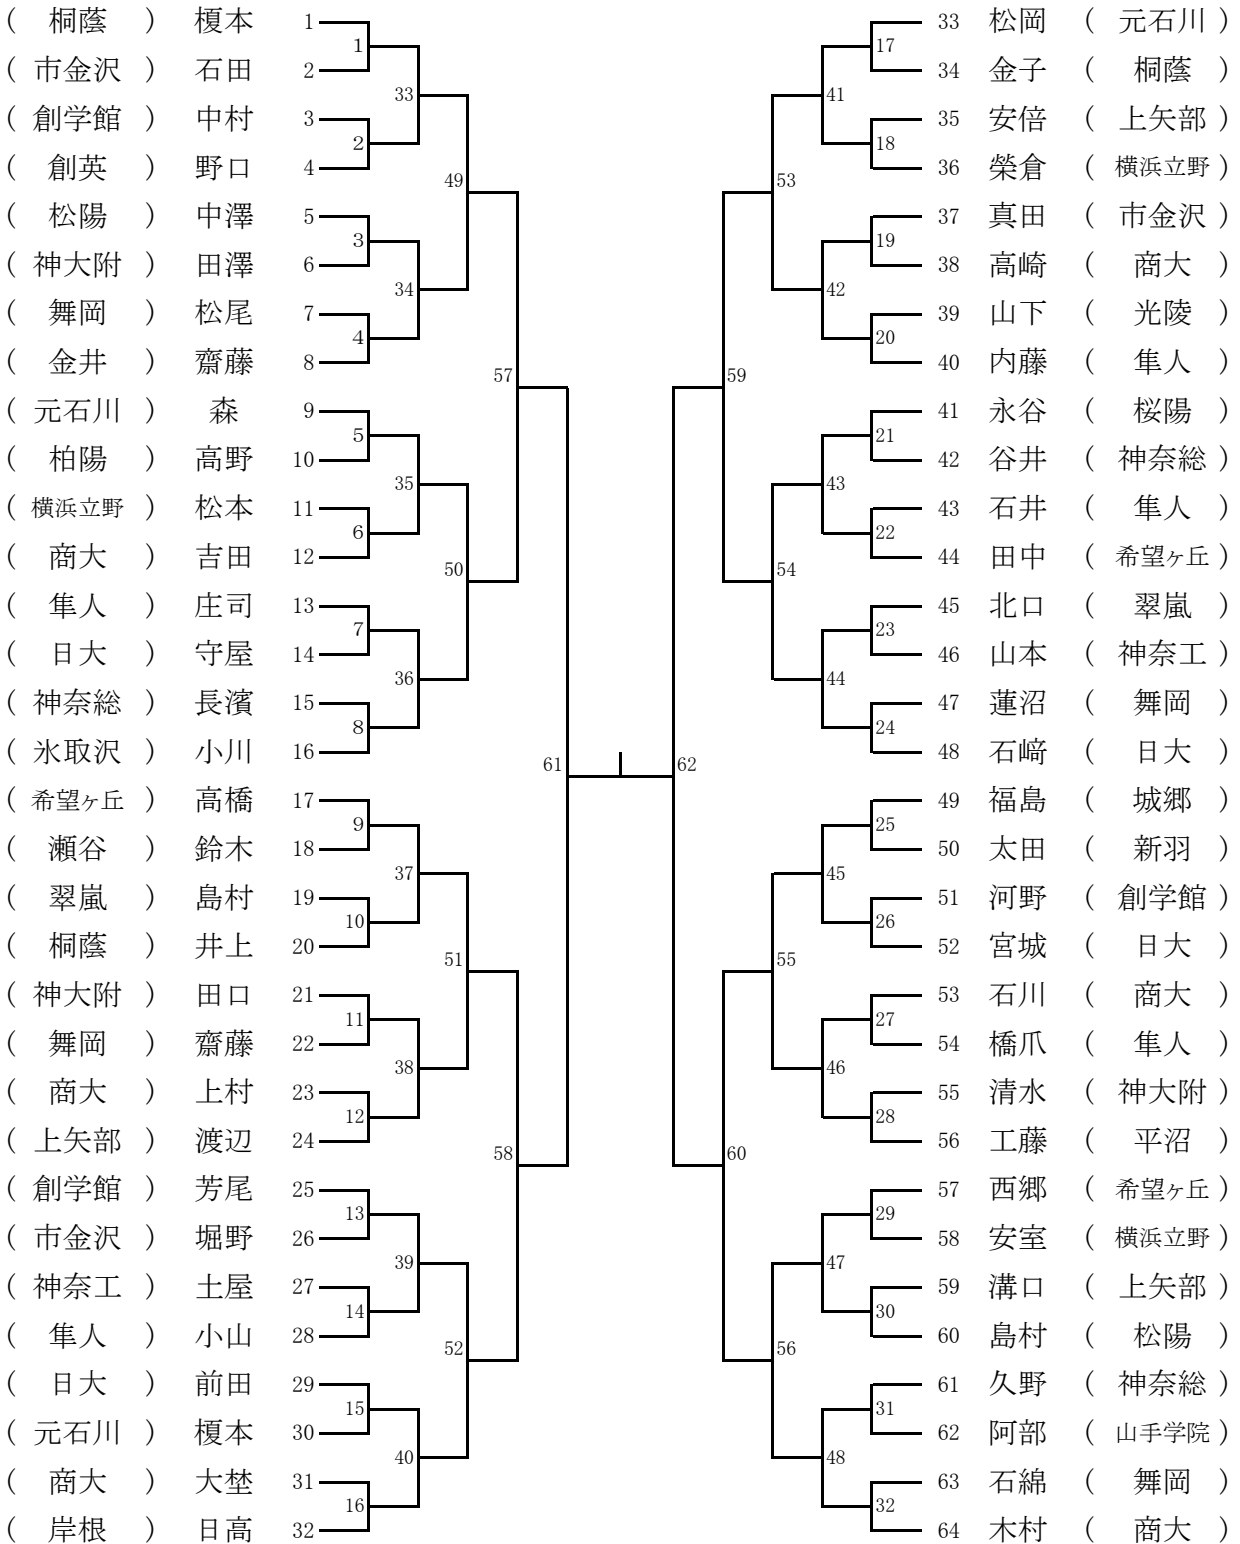 ( 桐蔭 ) 榎本 1
( 市金沢 ) 石田 2
( 創学館 ) 中村 3
( 創英 ) 野口 4
( 松陽 ) 中澤 5
( 神大附 ) 田澤 6
( 舞岡 ) 松尾 7
( 金井 ) 齋藤 8
( 元石川 ) 森 9
( 柏陽 ) 高野 10
( 横浜立野 ) 松本 11
( 商大 ) 吉田 12
( 隼人 ) 庄司 13
( 日大 ) 守屋 14
( 神奈総 ) 長濱 15
( 氷取沢 ) 小川 16
( 希望ヶ丘 ) 高橋 17
( 瀬谷 ) 鈴木 18
( 翠嵐 ) 島村 19
( 桐蔭 ) 井上 20
( 神大附 ) 田口 21
( 舞岡 ) 齋藤 22
( 商大 ) 上村 23
( 上矢部 ) 渡辺 24
( 創学館 ) 芳尾 25
( 市金沢 ) 堀野 26
( 神奈工 ) 土屋 27
( 隼人 ) 小山 28
( 日大 ) 前田 29
( 元石川 ) 榎本 30
( 商大 ) 大埜 31
( 岸根 ) 日高 32
1
2
3
4
5
6
7
8
9
10
11
12
13
14
15
16
33
34
35
36
37
38
39
40
49
50
51
52
57
58
61
62
59
60
53
54
55
56
41
42
43
44
45
46
47
48
17
18
19
20
21
22
23
24
25
26
27
28
29
30
31
32
33 松岡 ( 元石川 )
34 金子 ( 桐蔭 )
35 安倍 ( 上矢部 )
36 榮倉 ( 横浜立野 )
37 真田 ( 市金沢 )
38 高崎 ( 商大 )
39 山下 ( 光陵 )
40 内藤 ( 隼人 )
41 永谷 ( 桜陽 )
42 谷井 ( 神奈総 )
43 石井 ( 隼人 )
44 田中 ( 希望ヶ丘 )
45 北口 ( 翠嵐 )
46 山本 ( 神奈工 )
47 蓮沼 ( 舞岡 )
48 石﨑 ( 日大 )
49 福島 ( 城郷 )
50 太田 ( 新羽 )
51 河野 ( 創学館 )
52 宮城 ( 日大 )
53 石川 ( 商大 )
54 橋爪 ( 隼人 )
55 清水 ( 神大附 )
56 工藤 ( 平沼 )
57 西郷 ( 希望ヶ丘 )
58 安室 ( 横浜立野 )
59 溝口 ( 上矢部 )
60 島村 ( 松陽 )
61 久野 ( 神奈総 )
62 阿部 ( 山手学院 )
63 石綿 ( 舞岡 )
64 木村 ( 商大 )